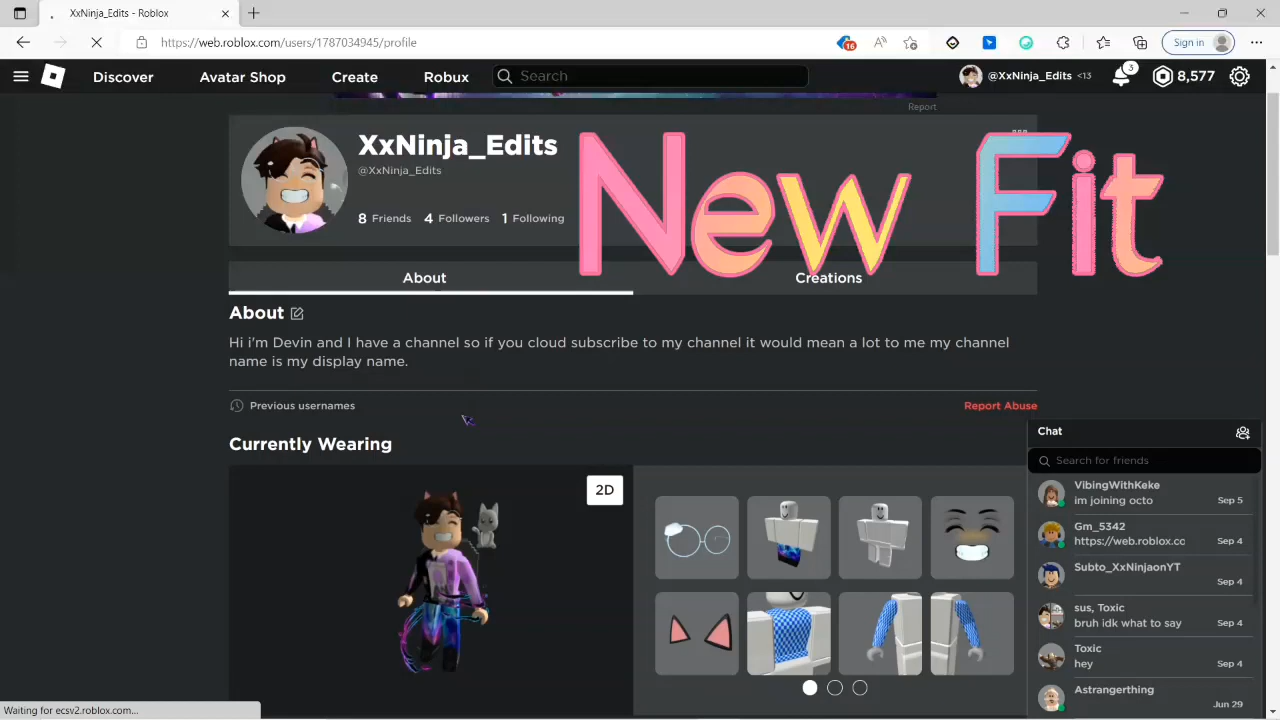 XxNinja_Edits - Roblox
https://web.roblox.com/users/1787034945/profile
16
Sign in
Discover
Avatar Shop
Create
Robux
Search
@XxNinja_Edits <13
3
8,577
Report
XxNinja_Edits
@XxNinja_Edits
8 Friends 4 Followers 1 Following
New Fit
About
Creations
About
Hi i'm Devin and I have a channel so if you cloud subscribe to my channel it would mean a lot to me my channel
name is my display name.
Previous usernames
Report Abuse
Currently Wearing
2D
Chat
Search for friends
VibingWithKeke
im joining octo Sep 5
Gm_5342
https://web.roblox.cc Sep 4
Subto_XxNinjaonYT
Sep 4
sus, Toxic
bruh idk what to say Sep 4
Toxic
hey Sep 4
Astrangerthing
Jun 29
Waiting for ecsv2.roblox.com...